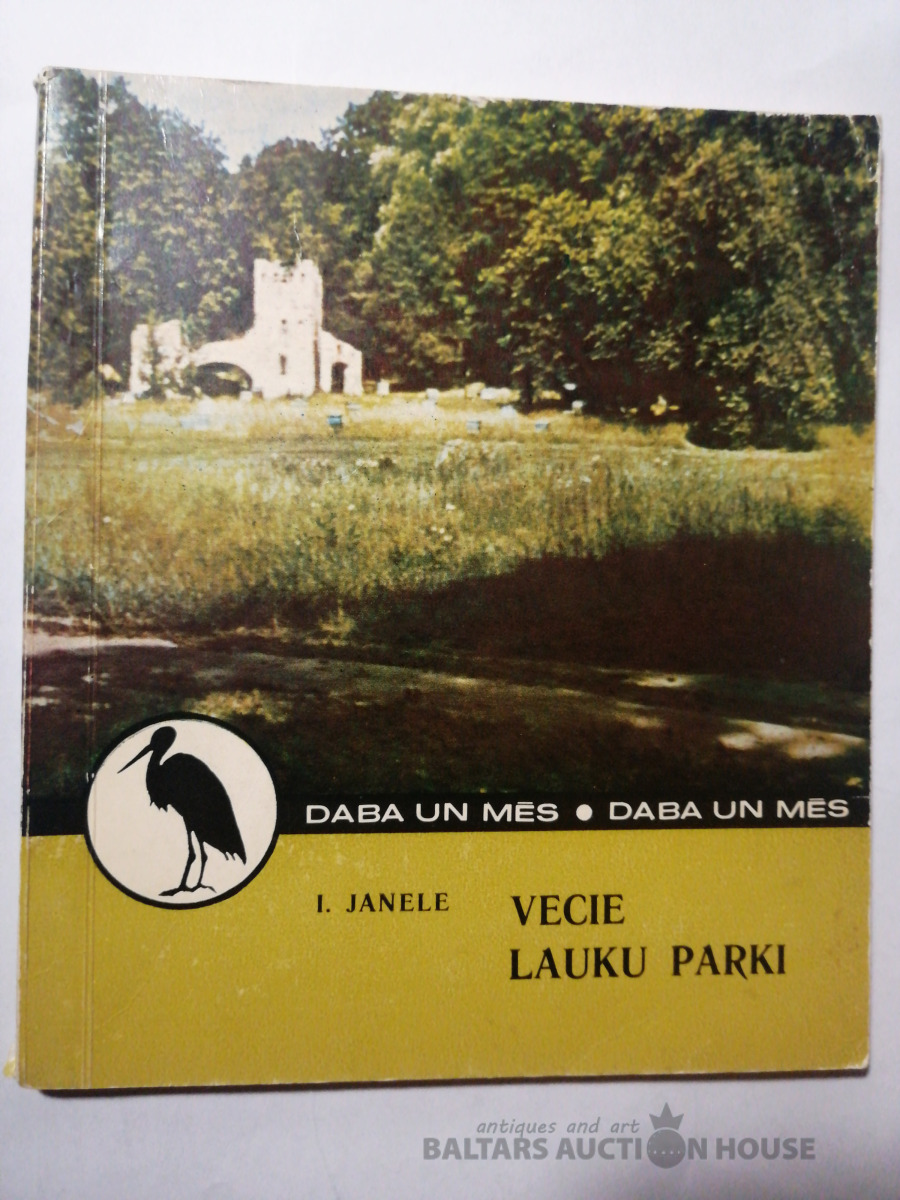 DABA UN MĒS ● DABA UN MĒS
I. JANELE
VECIE
LAUKU PARKI
antiques and art
BALTARS AUCTION HOUSE